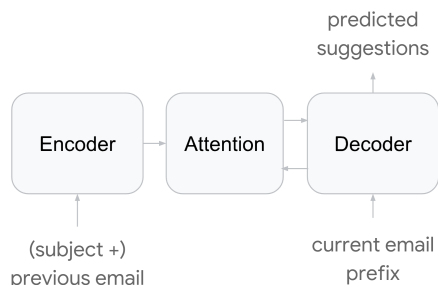 predicted
suggestions
Encoder
Attention
Decoder
(subject +)
previous email
current email
prefix